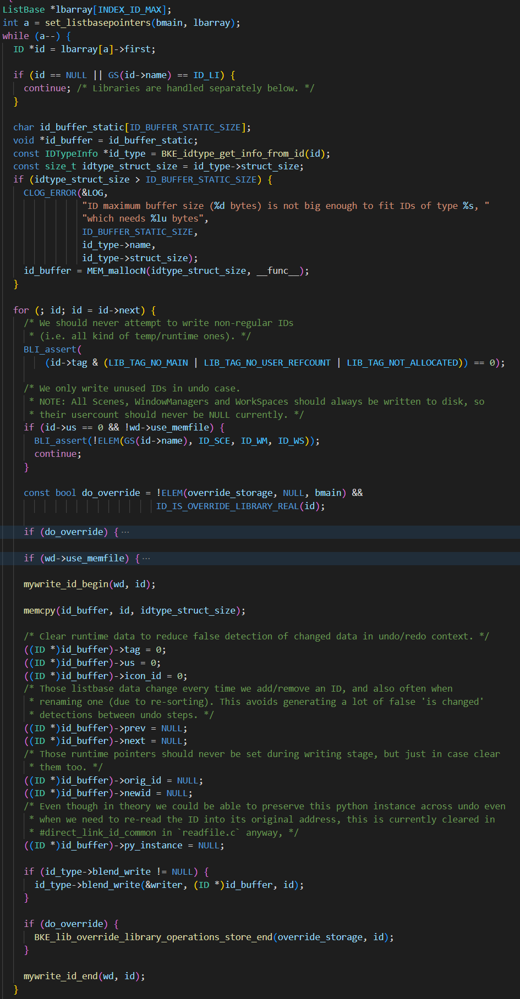 {
ListBase *lbarray[INDEX_ID_MAX];
int a = set_listbasepointers(bmain, lbarray);
while (a--) {
  ID *id = lbarray[a]->first;

  if (id == NULL || GS(id->name) == ID_LI) {
    continue; /* Libraries are handled separately below. */
  }

  char id_buffer_static[ID_BUFFER_STATIC_SIZE];
  void *id_buffer = id_buffer_static;
  const IDTypeInfo *id_type = BKE_idtype_get_info_from_id(id);
  const size_t idtype_struct_size = id_type->struct_size;
  if (idtype_struct_size > ID_BUFFER_STATIC_SIZE) {
    CLOG_ERROR(&LOG,
               "ID maximum buffer size (%d bytes) is not big enough to fit IDs of type %s, "
               "which needs %lu bytes",
               ID_BUFFER_STATIC_SIZE,
               id_type->name,
               id_type->struct_size);
    id_buffer = MEM_mallocN(idtype_struct_size, __func__);
  }

  for (; id; id = id->next) {
    /* We should never attempt to write non-regular IDs
     * (i.e. all kind of temp/runtime ones). */
    BLI_assert(
        (id->tag & (LIB_TAG_NO_MAIN | LIB_TAG_NO_USER_REFCOUNT | LIB_TAG_NOT_ALLOCATED)) == 0);

    /* We only write unused IDs in undo case.
     * NOTE: All Scenes, WindowManagers and WorkSpaces should always be written to disk, so
     * their usercount should never be NULL currently. */
    if (id->us == 0 && !wd->use_memfile) {
      BLI_assert(!ELEM(GS(id->name), ID_SCE, ID_WM, ID_WS));
      continue;
    }

    const bool do_override = !ELEM(override_storage, NULL, bmain) &&
                             ID_IS_OVERRIDE_LIBRARY_REAL(id);

    if (do_override) { ···

    if (wd->use_memfile) { ···

    mywrite_id_begin(wd, id);

    memcpy(id_buffer, id, idtype_struct_size);

    /* Clear runtime data to reduce false detection of changed data in undo/redo context. */
    ((ID *)id_buffer)->tag = 0;
    ((ID *)id_buffer)->us = 0;
    ((ID *)id_buffer)->icon_id = 0;
    /* Those listbase data change every time we add/remove an ID, and also often when
     * renaming one (due to re-sorting). This avoids generating a lot of false 'is changed'
     * detections between undo steps. */
    ((ID *)id_buffer)->prev = NULL;
    ((ID *)id_buffer)->next = NULL;
    /* Those runtime pointers should never be set during writing stage, but just in case clear
     * them too. */
    ((ID *)id_buffer)->orig_id = NULL;
    ((ID *)id_buffer)->newid = NULL;
    /* Even though in theory we could be able to preserve this python instance across undo even
     * when we need to re-read the ID into its original address, this is currently cleared in
     * #direct_link_id_common in `readfile.c` anyway, */
    ((ID *)id_buffer)->py_instance = NULL;

    if (id_type->blend_write != NULL) {
      id_type->blend_write(&writer, (ID *)id_buffer, id);
    }

    if (do_override) {
      BKE_lib_override_library_operations_store_end(override_storage, id);
    }

    mywrite_id_end(wd, id);
  }